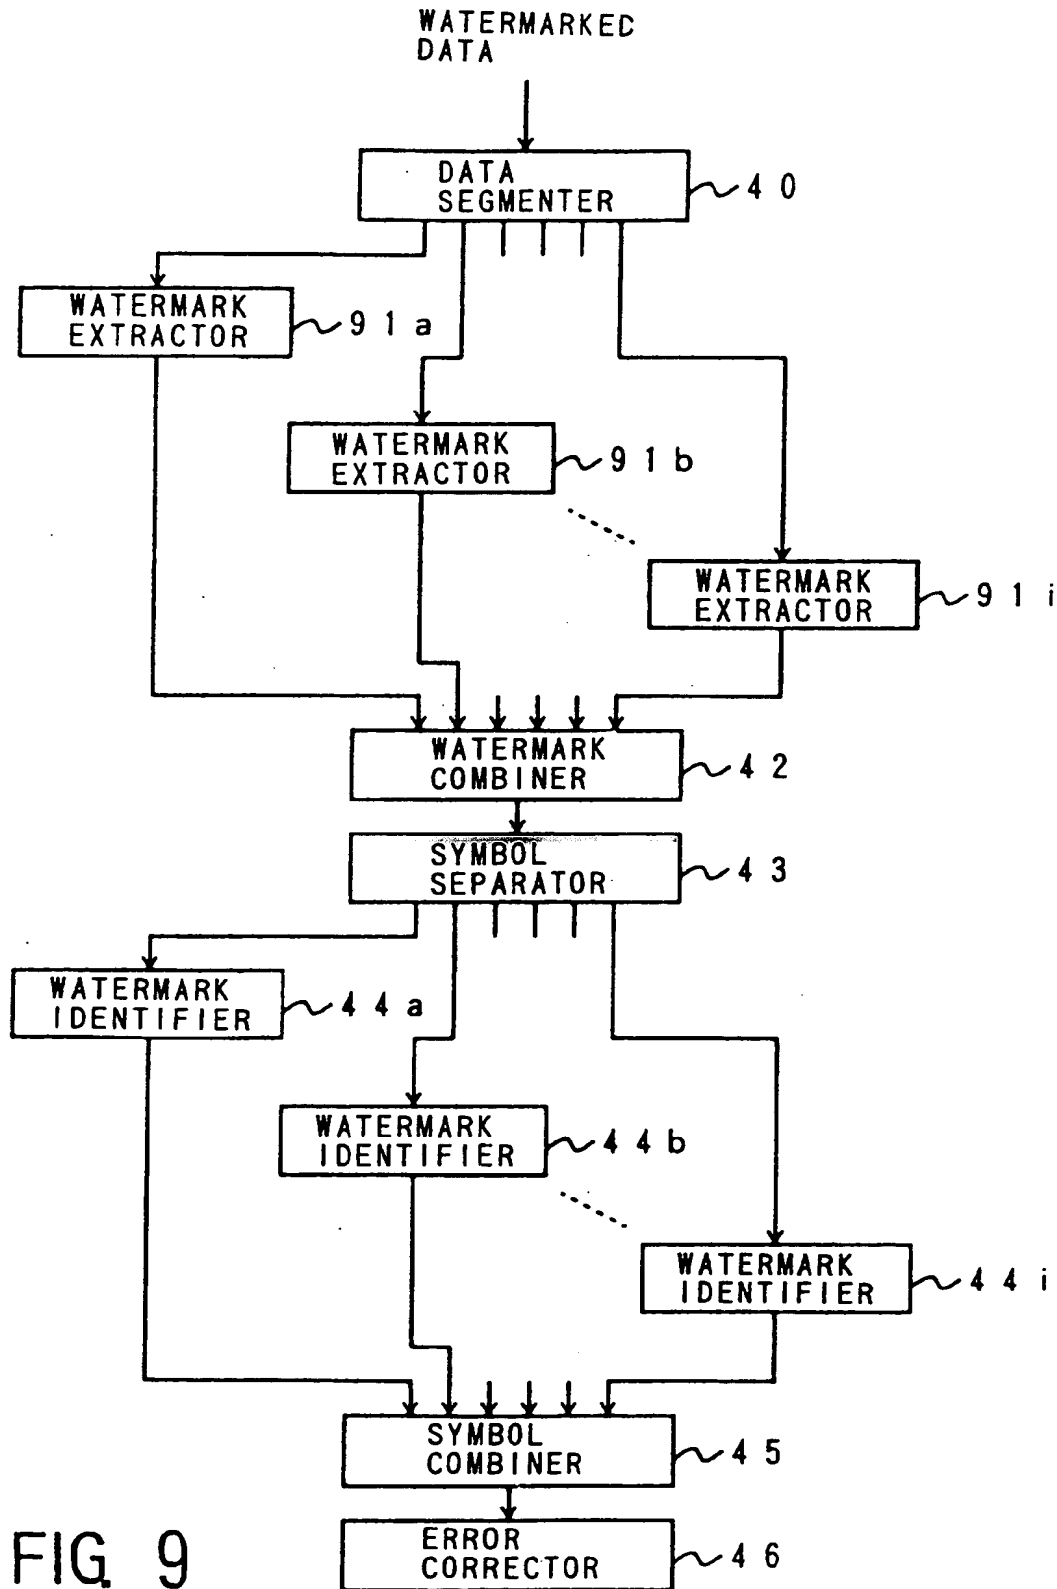 WATERMARKED
DATA
DATA
SEGMENTER
40
WATERMARK
EXTRACTOR
91a
WATERMARK
EXTRACTOR
91b
WATERMARK
EXTRACTOR
91i
WATERMARK
COMBINER
42
SYMBOL
SEPARATOR
43
WATERMARK
IDENTIFIER
44a
WATERMARK
IDENTIFIER
44b
WATERMARK
IDENTIFIER
44i
SYMBOL
COMBINER
45
ERROR
CORRECTOR
46
FIG. 9